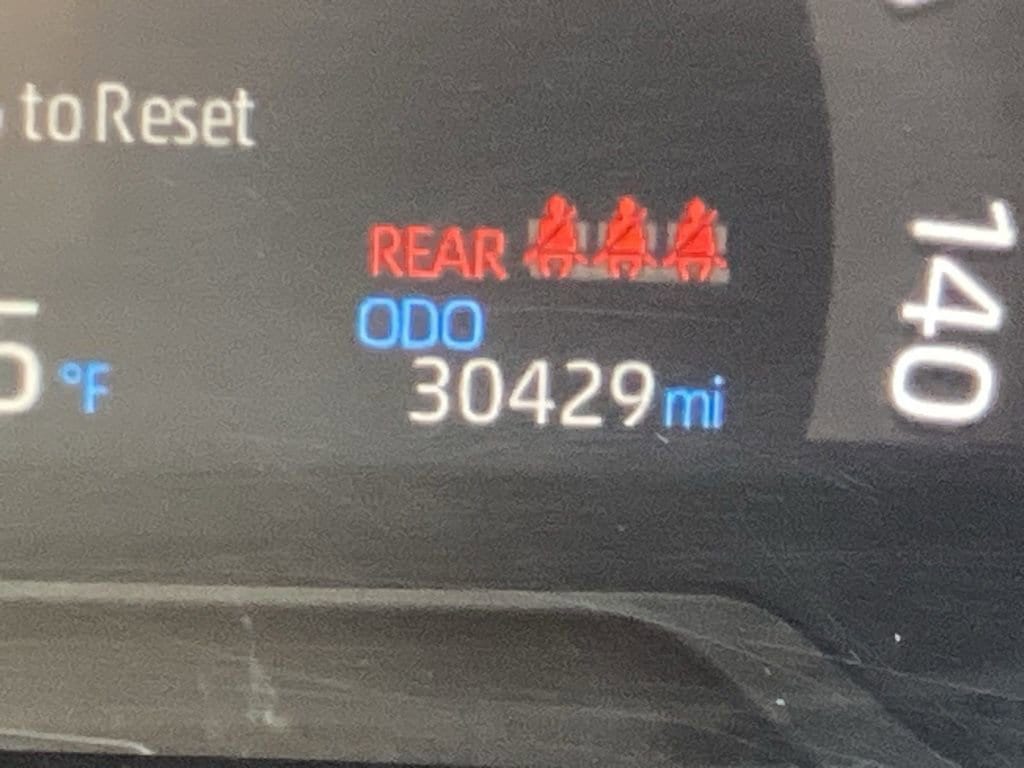 to Reset
REAR
ODO
30429 mi
°F
140